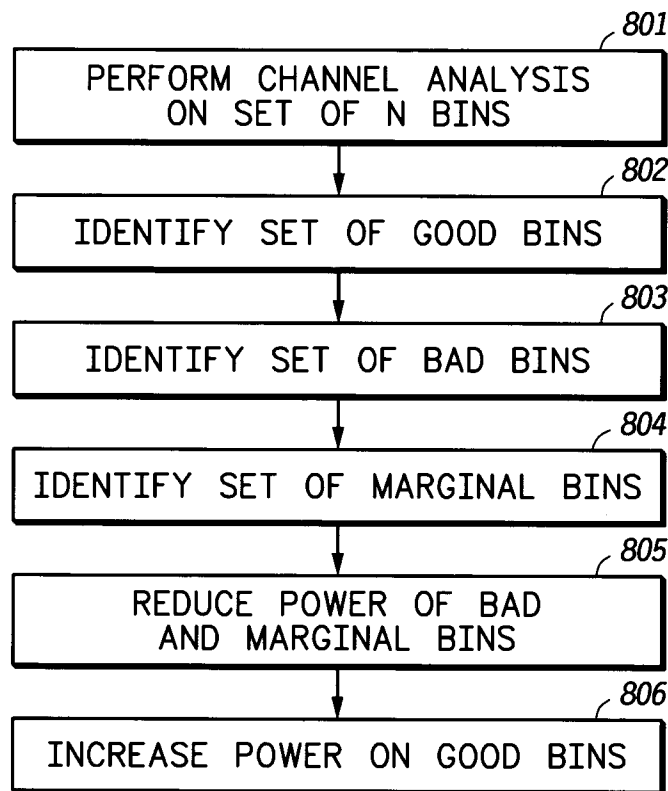 801
PERFORM CHANNEL ANALYSIS
ON SET OF N BINS
802
IDENTIFY SET OF GOOD BINS
803
IDENTIFY SET OF BAD BINS
804
IDENTIFY SET OF MARGINAL BINS
805
REDUCE POWER OF BAD
AND MARGINAL BINS
806
INCREASE POWER ON GOOD BINS